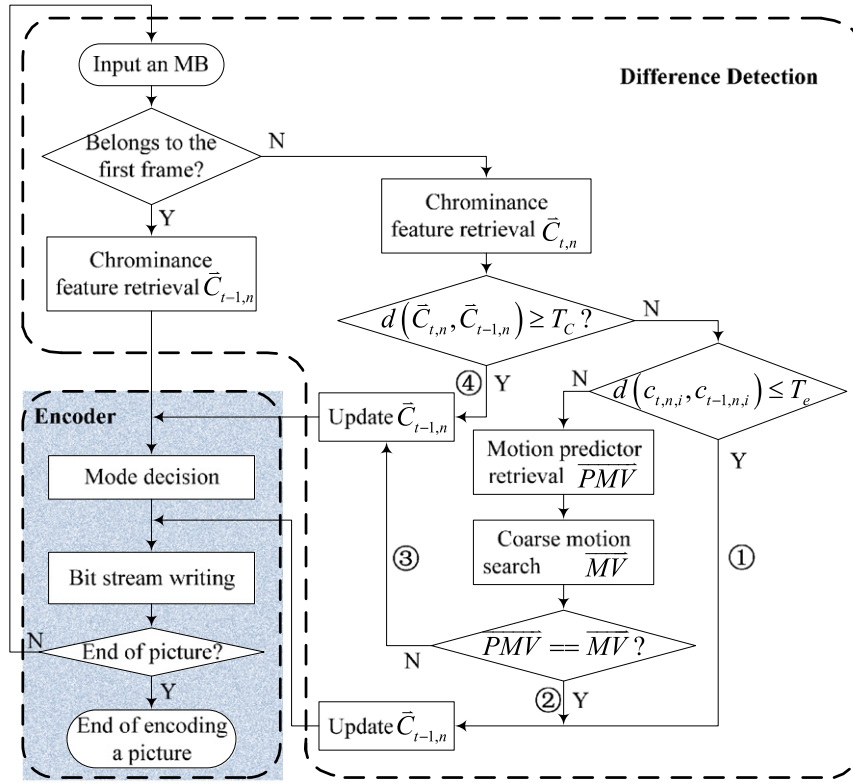 Input an MB
Difference Detection
Belongs to the
first frame?
N
Y
Chrominance
feature retrieval C⃗ₜ,ₙ
Chrominance
feature retrieval C⃗ₜ₋₁,ₙ
d(C⃗ₜ,ₙ, C⃗ₜ₋₁,ₙ) ≥ T_C ?
N
④
Y
N
d(cₜ,ₙ,ᵢ, cₜ₋₁,ₙ,ᵢ) ≤ Tₑ
Y
Encoder
Update C⃗ₜ₋₁,ₙ
Motion predictor
retrieval PMV⃗
Mode decision
Coarse motion
search MV⃗
③
①
Bit stream writing
N
End of picture?
Y
PMV⃗ == MV⃗ ?
N
②
Y
Update C⃗ₜ₋₁,ₙ
End of encoding
a picture